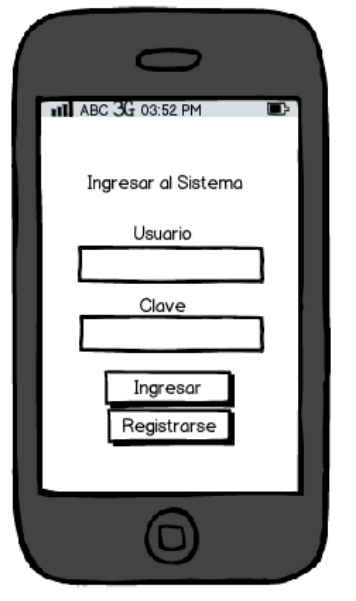 ABC 3G 03:52 PM
Ingresar al Sistema
Usuario
Clave
Ingresar
Registrarse